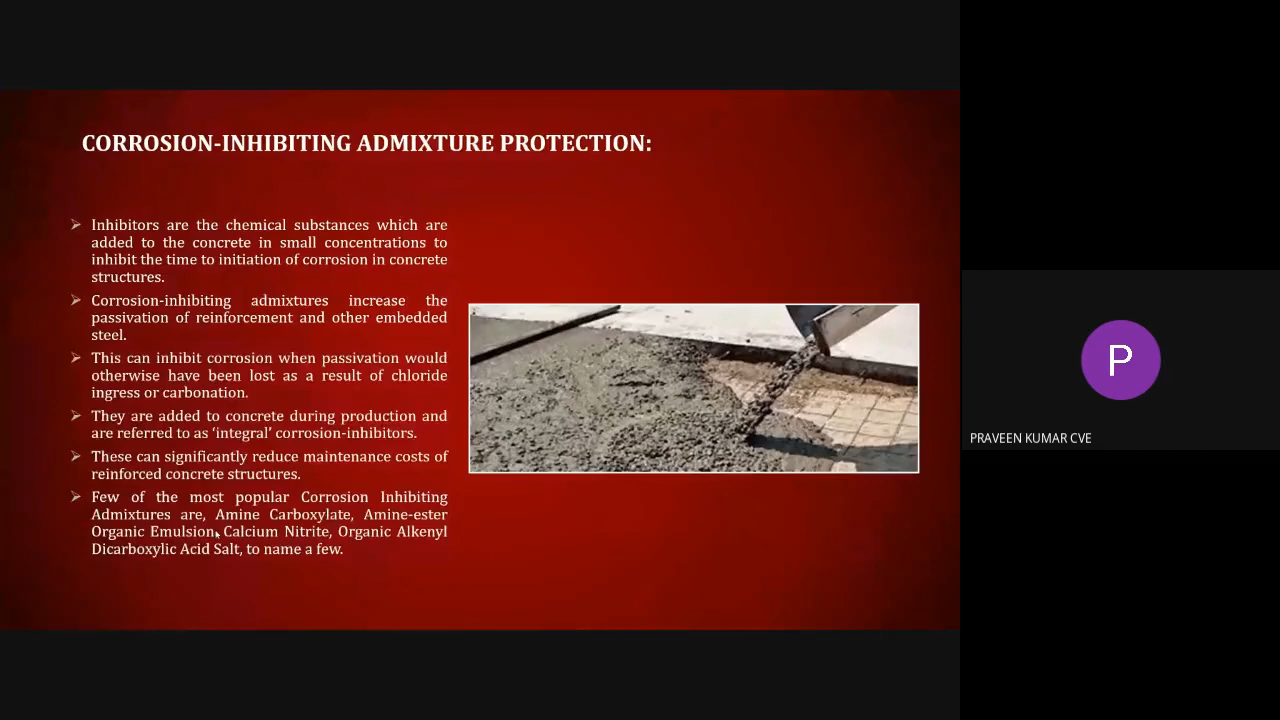 CORROSION-INHIBITING ADMIXTURE PROTECTION:
Inhibitors are the chemical substances which are
added to the concrete in small concentrations to
inhibit the time to initiation of corrosion in concrete
structures.
Corrosion-inhibiting admixtures increase the
passivation of reinforcement and other embedded
steel.
This can inhibit corrosion when passivation would
otherwise have been lost as a result of chloride
ingress or carbonation.
They are added to concrete during production and
are referred to as ‘integral’ corrosion-inhibitors.
These can significantly reduce maintenance costs of
reinforced concrete structures.
Few of the most popular Corrosion Inhibiting
Admixtures are, Amine Carboxylate, Amine-ester
Organic Emulsion, Calcium Nitrite, Organic Alkenyl
Dicarboxylic Acid Salt, to name a few.
P
PRAVEEN KUMAR CVE